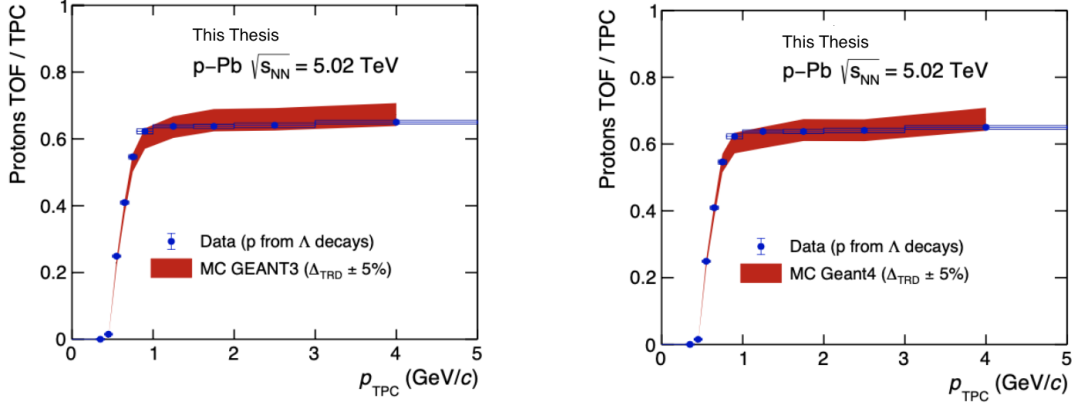 This Thesis
p–Pb √sNN = 5.02 TeV
Protons TOF / TPC
1
0.8
0.6
0.4
0.2
0
Data (p from Λ decays)
MC GEANT3 (ΔTRD ± 5%)
0 1 2 3 4 5
pTPC (GeV/c)
This Thesis
p–Pb √sNN = 5.02 TeV
Protons TOF / TPC
1
0.8
0.6
0.4
0.2
0
Data (p from Λ decays)
MC Geant4 (ΔTRD ± 5%)
0 1 2 3 4 5
pTPC (GeV/c)